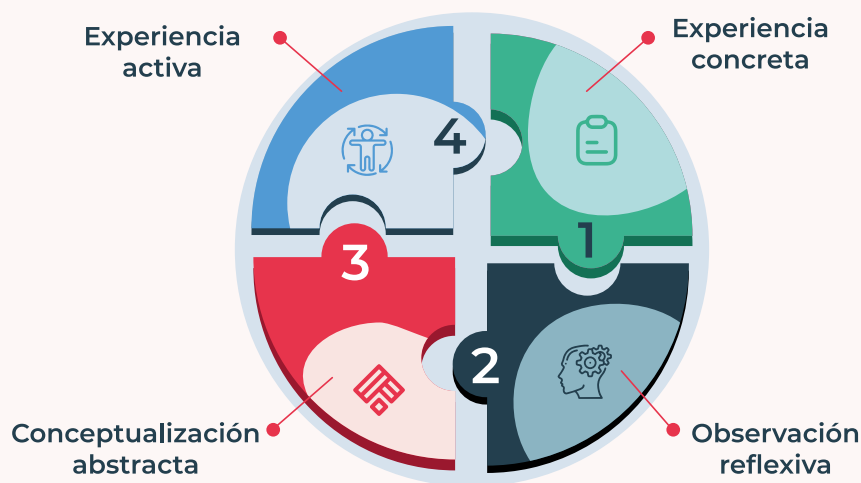 Experiencia
activa
Experiencia
concreta
4
1
3
2
Conceptualización
abstracta
Observación
reflexiva